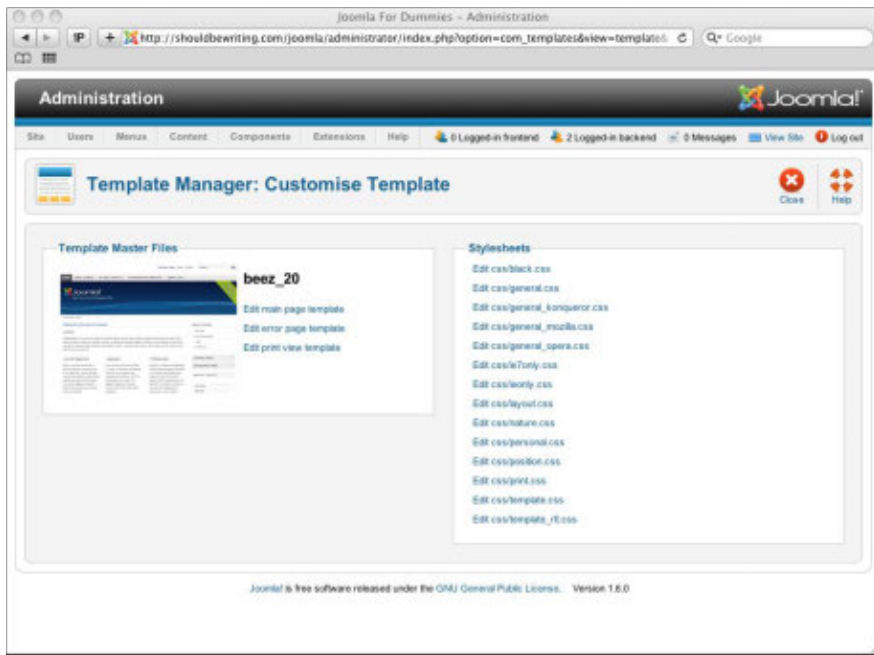 Joomla For Dummies – Administration
http://shouldbewriting.com/joomla/administrator/index.php?option=com_templates&view=template&
Google
Administration
Joomla!
Site Users Menus Content Components Extensions Help 0 Logged-in frontend 2 Logged-in backend 0 Messages View Site Log out
Template Manager: Customise Template
Close Help
Template Master Files
beez_20
Edit main page template
Edit error page template
Edit print view template
Stylesheets
Edit css/black.css
Edit css/general.css
Edit css/general_konqueror.css
Edit css/general_mozilla.css
Edit css/general_opera.css
Edit css/ie7only.css
Edit css/ieonly.css
Edit css/layout.css
Edit css/nature.css
Edit css/personal.css
Edit css/position.css
Edit css/print.css
Edit css/template.css
Edit css/template_rtl.css
Joomla! is free software released under the GNU General Public License. Version 1.6.0